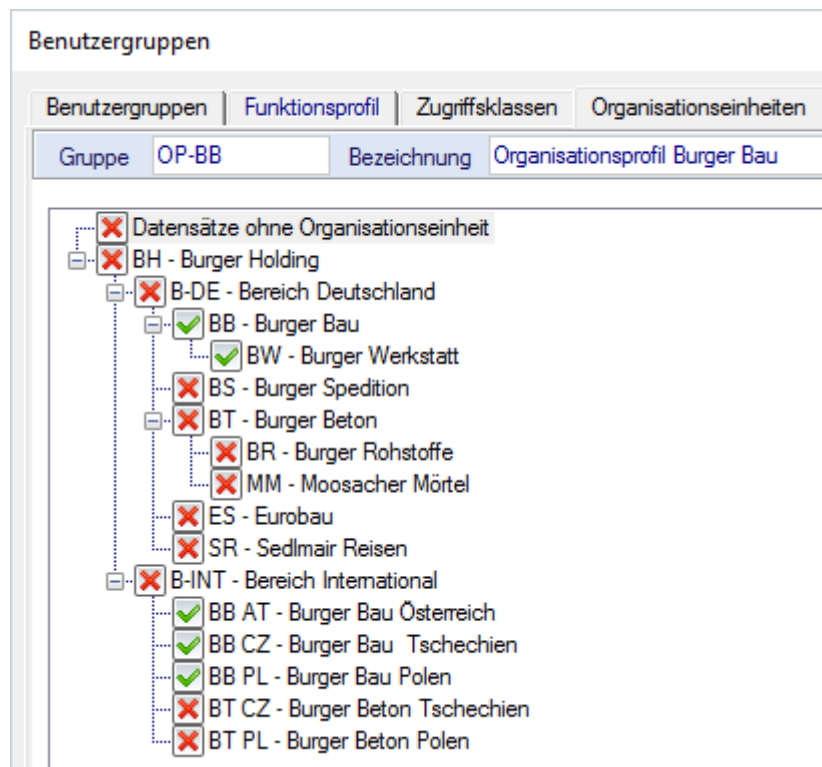 Benutzergruppen
Benutzergruppen Funktionsprofil Zugriffsklassen Organisationseinheiten
Gruppe OP-BB Bezeichnung Organisationsprofil Burger Bau
Datensätze ohne Organisationseinheit
BH - Burger Holding
B-DE - Bereich Deutschland
BB - Burger Bau
BW - Burger Werkstatt
BS - Burger Spedition
BT - Burger Beton
BR - Burger Rohstoffe
MM - Moosacher Mörtel
ES - Eurobau
SR - Sedlmair Reisen
B-INT - Bereich International
BB AT - Burger Bau Österreich
BB CZ - Burger Bau  Tschechien
BB PL - Burger Bau Polen
BT CZ - Burger Beton Tschechien
BT PL - Burger Beton Polen